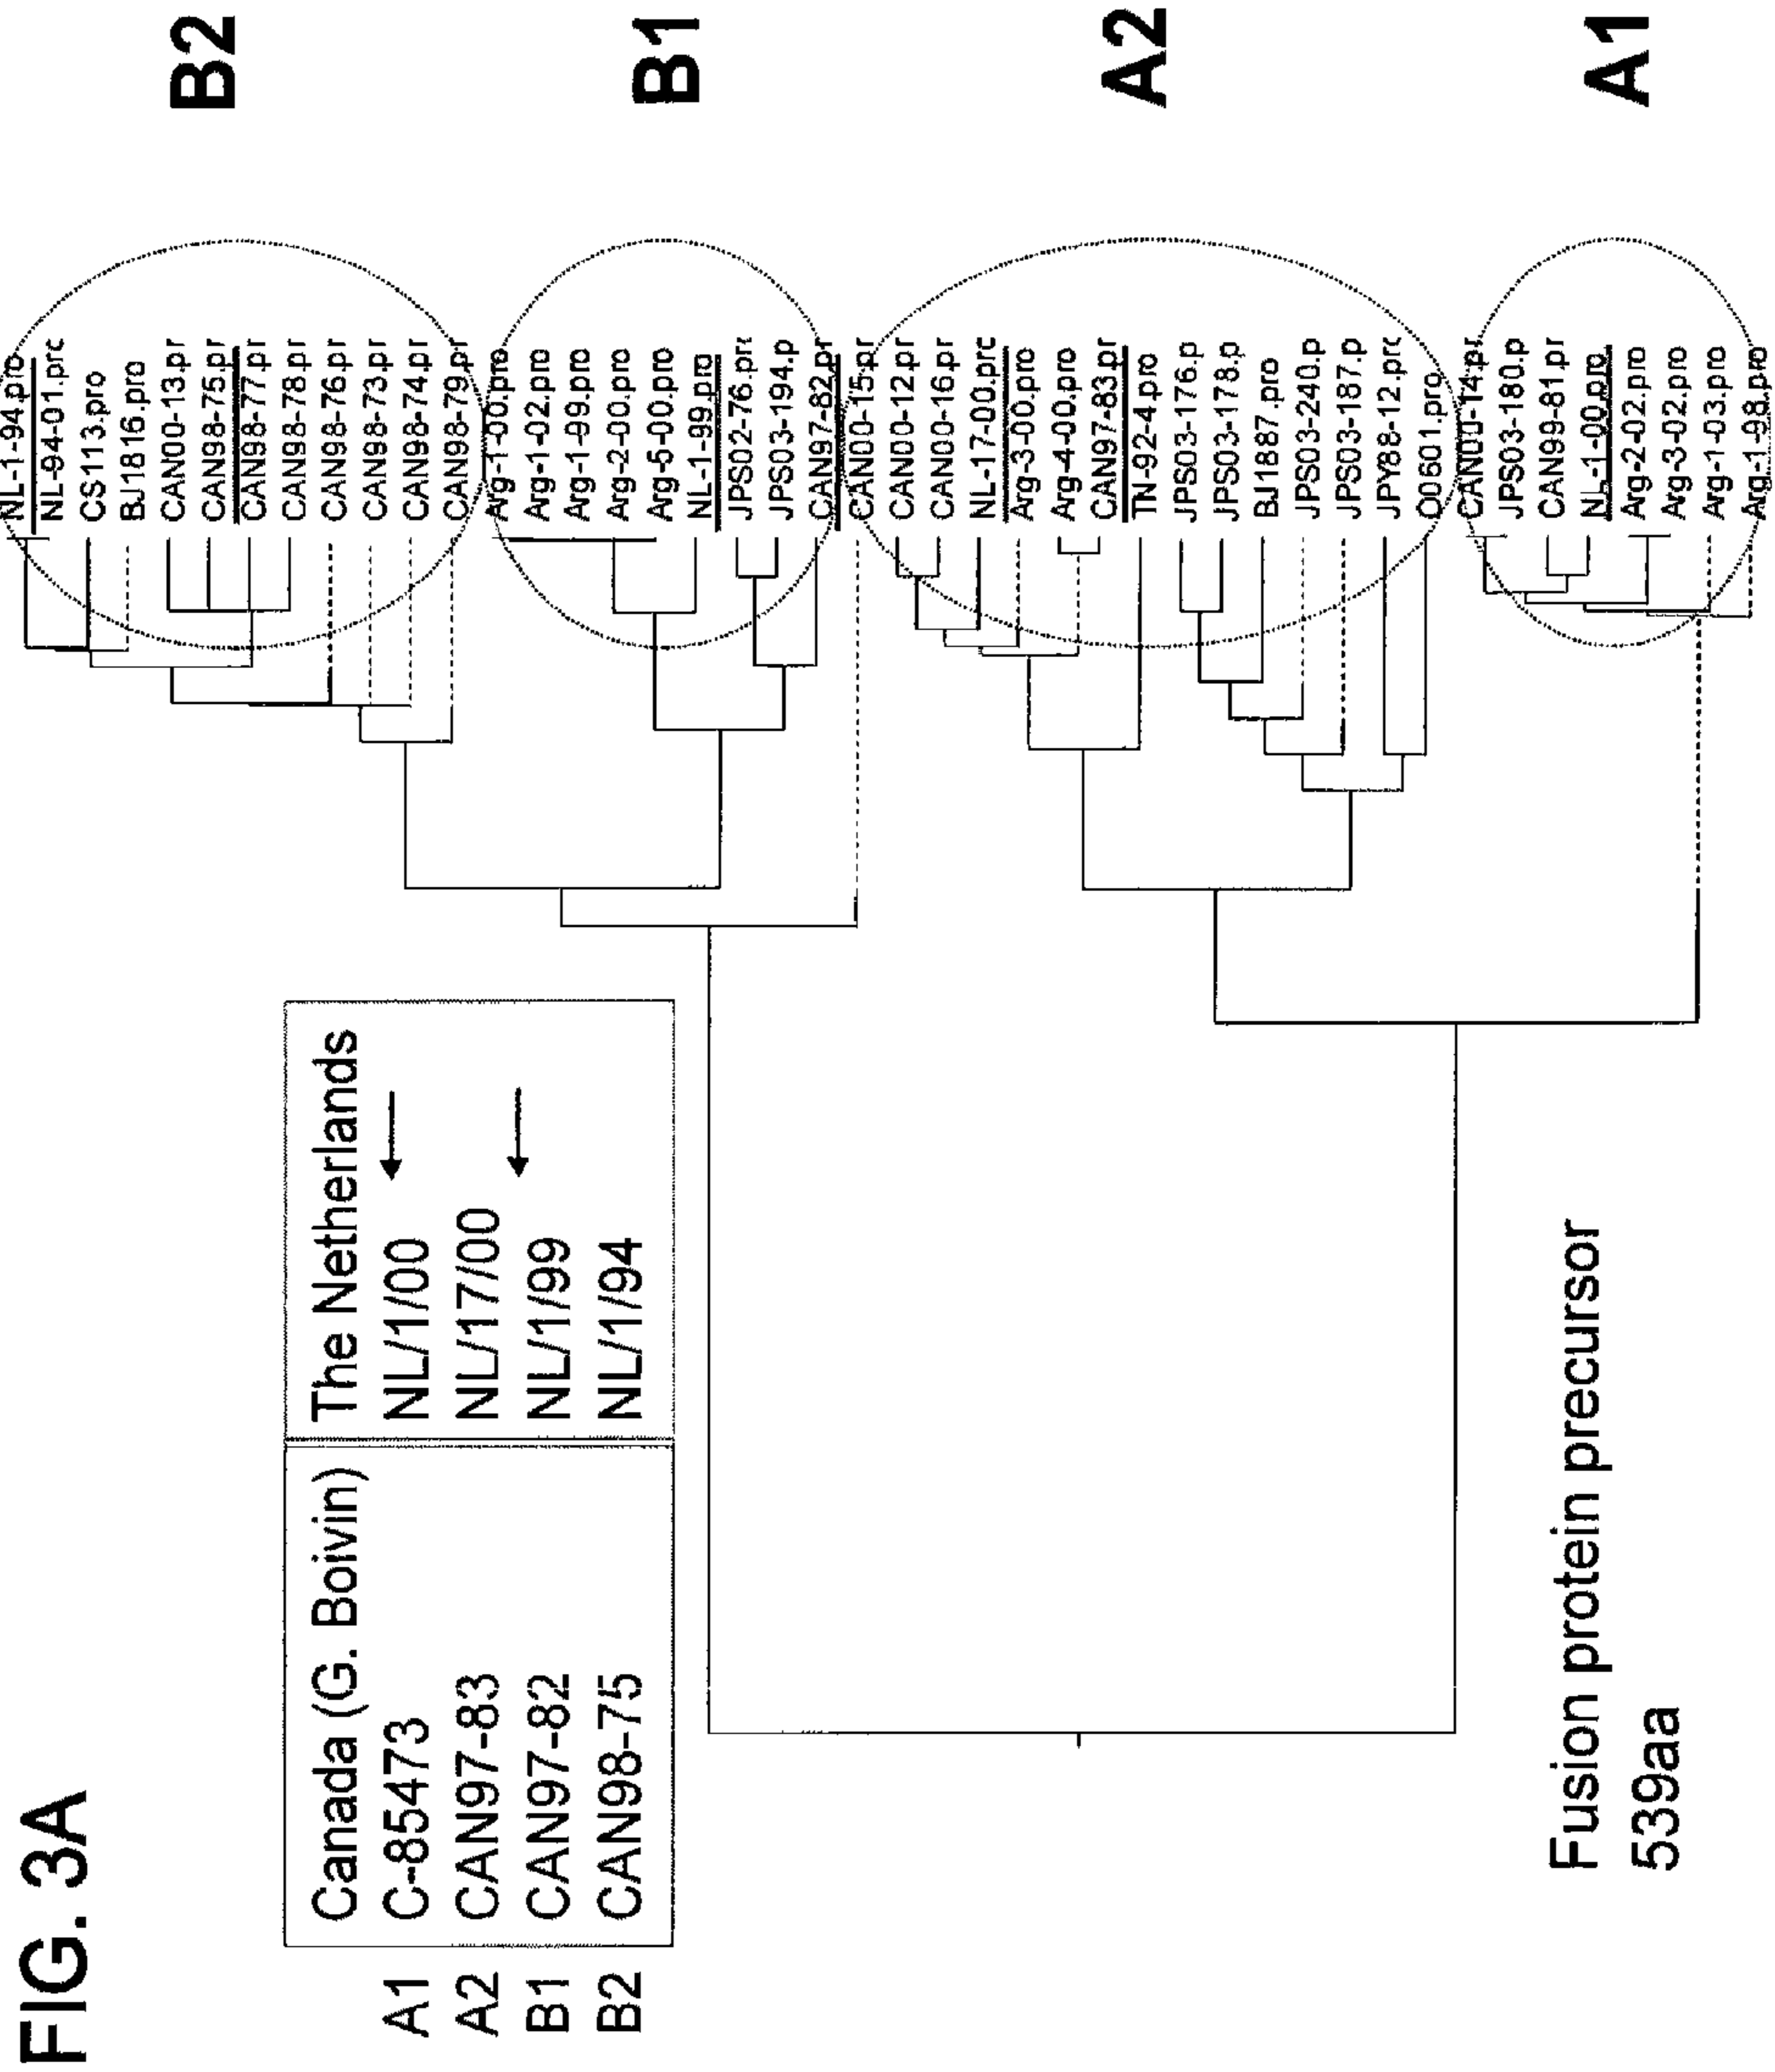 FIG. 3A
Canada (G. Boivin) The Netherlands
A1 C-85473 NL/1/00
A2 CAN97-83 NL/17/00
B1 CAN97-82 NL/1/99
B2 CAN98-75 NL/1/94
NL-1-94.pro
NL-94-01.prc
CS113.pro
BJ1816.pro
CAN00-13.pr
CAN98-75.pr
CAN98-77.pr
CAN98-78.pr
CAN98-76.pr
CAN98-73.pr
CAN98-74.pr
CAN98-79.pr
B2
Arg-1-00.pro
Arg-1-02.pro
Arg-1-99.pro
Arg-2-00.pro
Arg-5-00.pro
NL-1-99.pro
JPS02-76.pr
JPS03-194.p
CAN97-82.pr
B1
CAN00-15.pr
CAN00-12.pr
CAN00-16.pr
NL-17-00.prc
Arg-3-00.pro
Arg-4-00.pro
CAN97-83.pr
TN-92-4.pro
JPS03-176.p
JPS03-178.p
BJ1887.pro
JPS03-240.p
JPS03-187.p
JPY88-12.prc
O0601.pro
A2
CAN00-14.pr
JPS03-180.p
CAN99-81.pr
NL-1-00.pro
Arg-2-02.pro
Arg-3-02.pro
Arg-1-03.pro
Arg-1-98.pro
A1
Fusion protein precursor
539aa